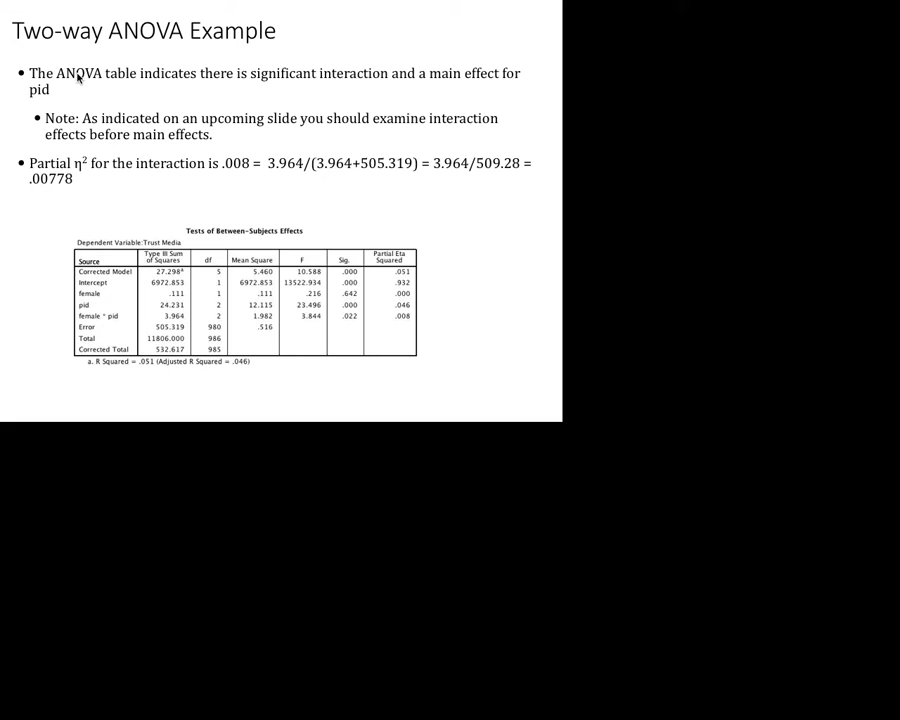 Two-way ANOVA Example
• The ANOVA table indicates there is significant interaction and a main effect for
pid
• Note: As indicated on an upcoming slide you should examine interaction
effects before main effects.
• Partial η² for the interaction is .008 = 3.964/(3.964+505.319) = 3.964/509.28 =
.00778
Tests of Between-Subjects Effects
Dependent Variable:Trust Media
Source Type III Sum of Squares df Mean Square F Sig. Partial Eta Squared
Corrected Model 27.298ª 5 5.460 10.588 .000 .051
Intercept 6972.853 1 6972.853 13522.934 .000 .932
female .111 1 .111 .216 .642 .000
pid 24.231 2 12.115 23.496 .000 .046
female * pid 3.964 2 1.982 3.844 .022 .008
Error 505.319 980 .516
Total 11806.000 986
Corrected Total 532.617 985
a. R Squared = .051 (Adjusted R Squared = .046)